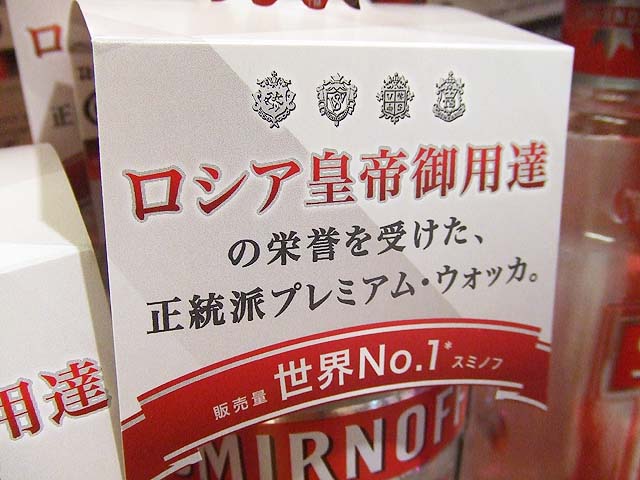 ロシア皇帝御用達
の栄誉を受けた、
正統派プレミアム・ウォッカ。
販売量 世界No.1* スミノフ
SMIRNOFF
用達
ロ
正